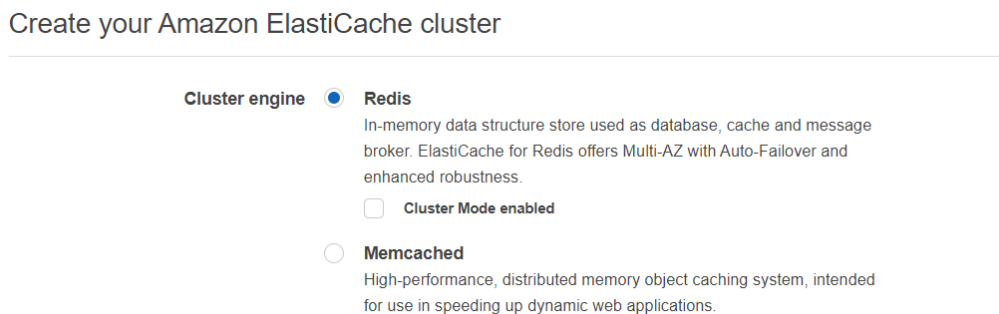 Create your Amazon ElastiCache cluster
Cluster engine Redis
In-memory data structure store used as database, cache and message
broker. ElastiCache for Redis offers Multi-AZ with Auto-Failover and
enhanced robustness.
Cluster Mode enabled
Memcached
High-performance, distributed memory object caching system, intended
for use in speeding up dynamic web applications.